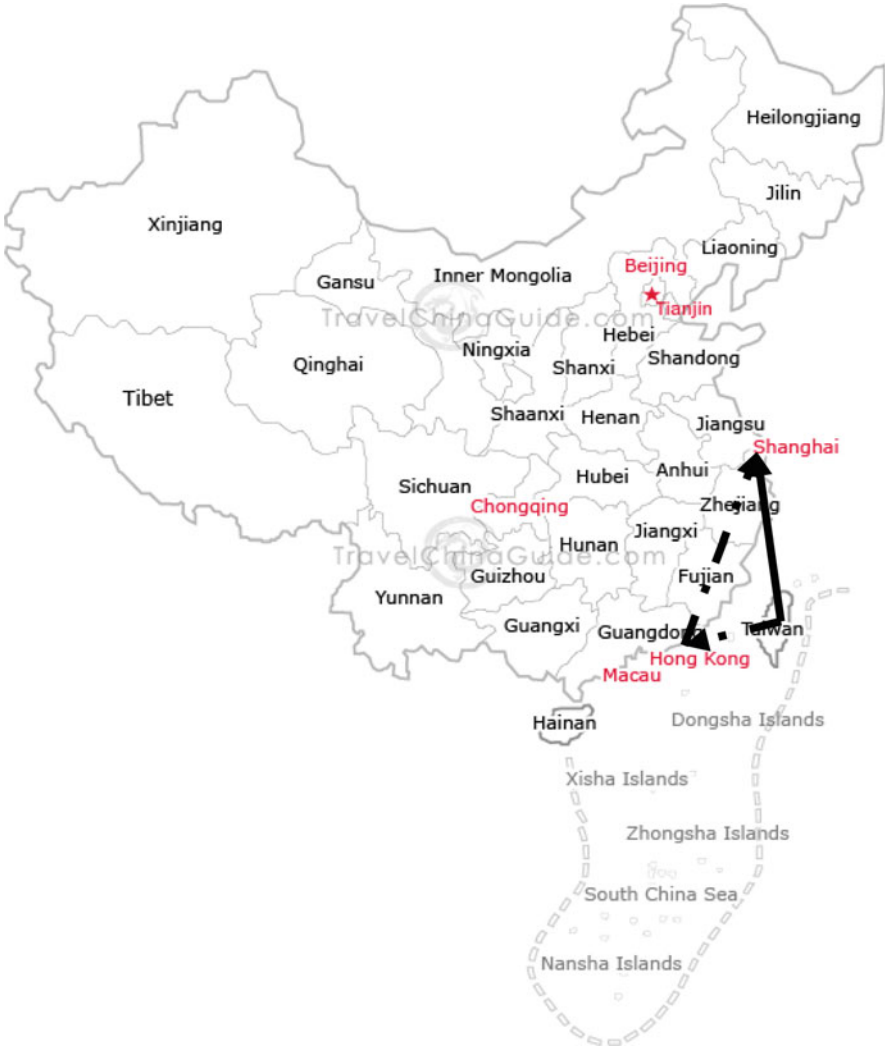 Heilongjiang
Jilin
Xinjiang
Liaoning
Beijing
Inner Mongolia
Gansu
Tianjin
TravelChinaGuide.com
Hebei
Ningxia
Shandong
Qinghai
Shanxi
Tibet
Shaanxi
Henan
Jiangsu
Shanghai
Anhui
Hubei
Sichuan
Chongqing
Zhejiang
Jiangxi
Hunan
TravelChinaGuide.com
Guizhou
Fujian
Yunnan
Guangxi
Guangdong
Taiwan
Hong Kong
Macau
Hainan
Dongsha Islands
Xisha Islands
Zhongsha Islands
South China Sea
Nansha Islands